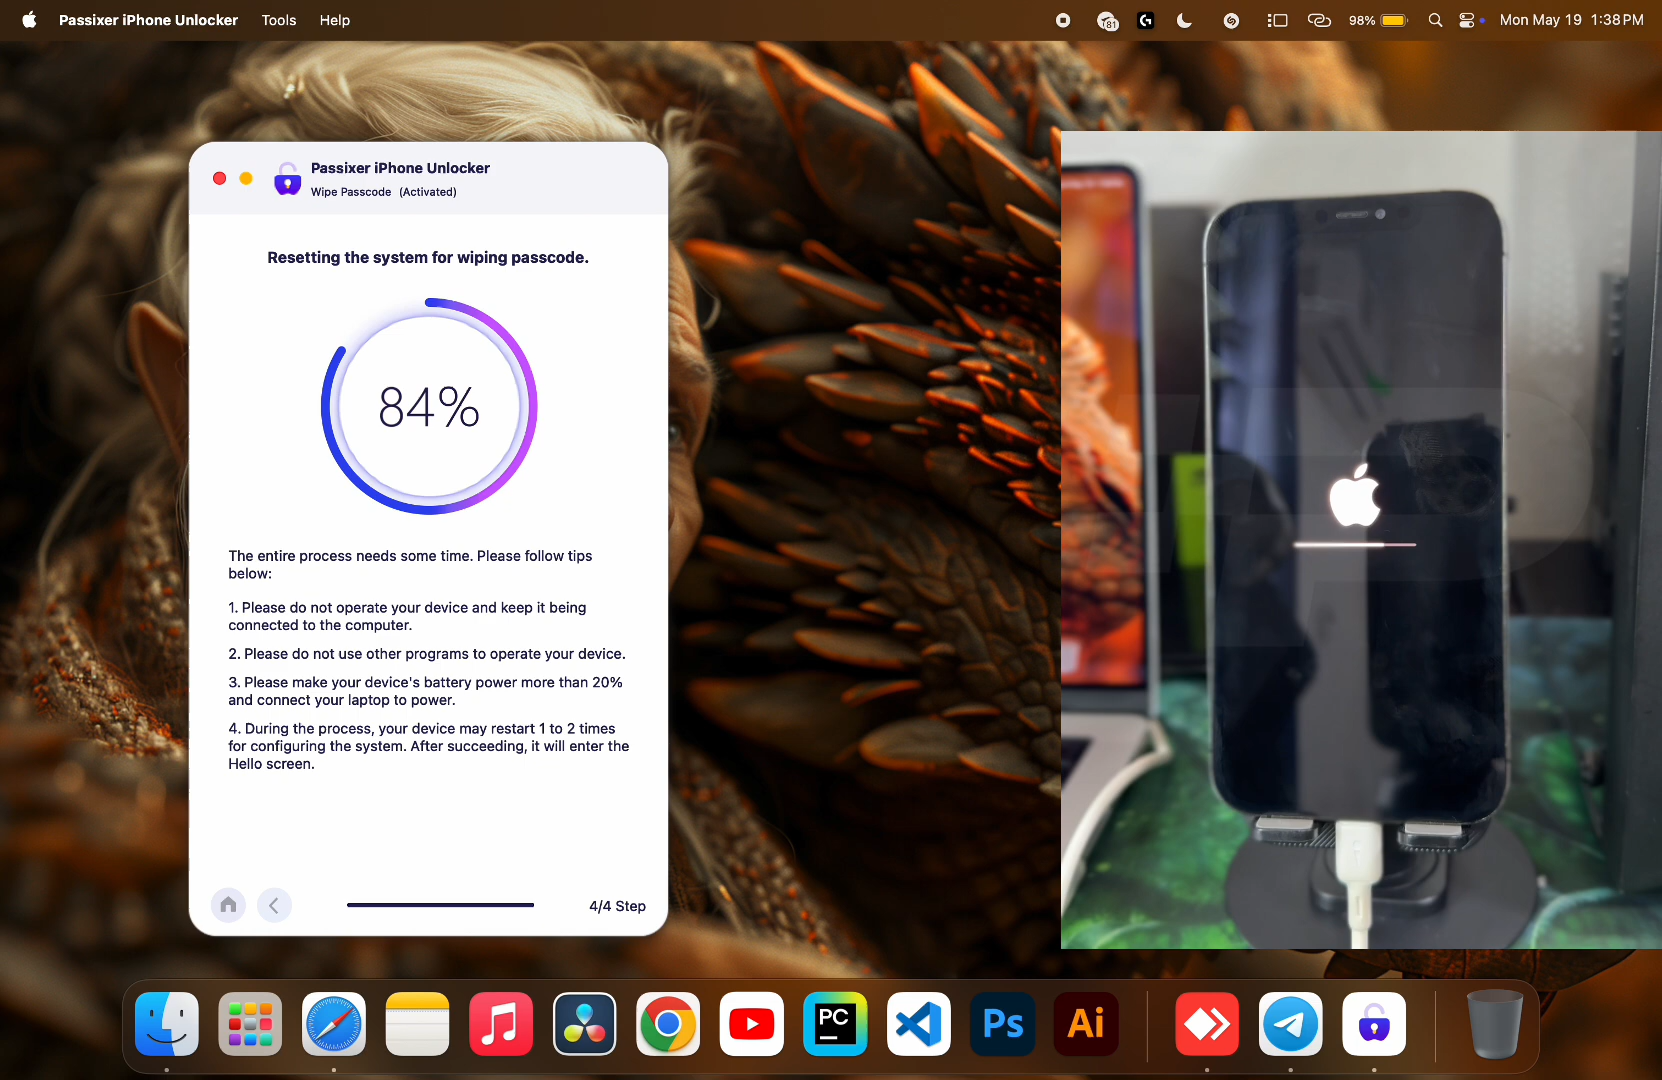 Passixer iPhone Unlocker Tools Help
81
98% Mon May 19 1:38 PM
Passixer iPhone Unlocker
Wipe Passcode (Activated)
Resetting the system for wiping passcode.
84%
The entire process needs some time. Please follow tips
below:
1. Please do not operate your device and keep it being
connected to the computer.
2. Please do not use other programs to operate your device.
3. Please make your device's battery power more than 20%
and connect your laptop to power.
4. During the process, your device may restart 1 to 2 times
for configuring the system. After succeeding, it will enter the
Hello screen.
4/4 Step
PC
Ps
Ai